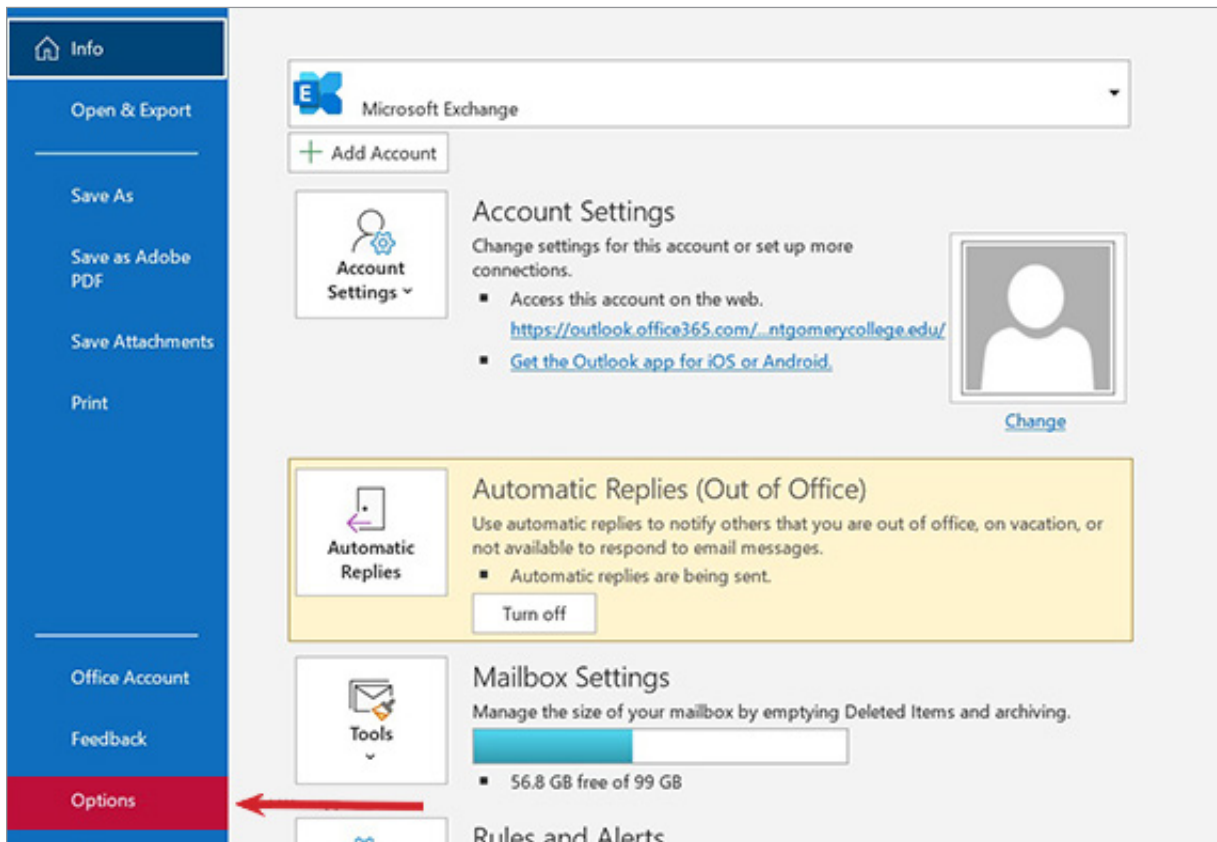 Info
Open & Export
Save As
Save as Adobe
PDF
Save Attachments
Print
Office Account
Feedback
Options
E
Microsoft Exchange
Add Account
Account
Settings
Account Settings
Change settings for this account or set up more
connections.
Access this account on the web.
https://outlook.office365.com/...ntgomerycollege.edu/
Get the Outlook app for iOS or Android.
Change
Automatic
Replies
Automatic Replies (Out of Office)
Use automatic replies to notify others that you are out of office, on vacation, or
not available to respond to email messages.
Automatic replies are being sent.
Turn off
Tools
Mailbox Settings
Manage the size of your mailbox by emptying Deleted Items and archiving.
56.8 GB free of 99 GB
Rules and Alerts